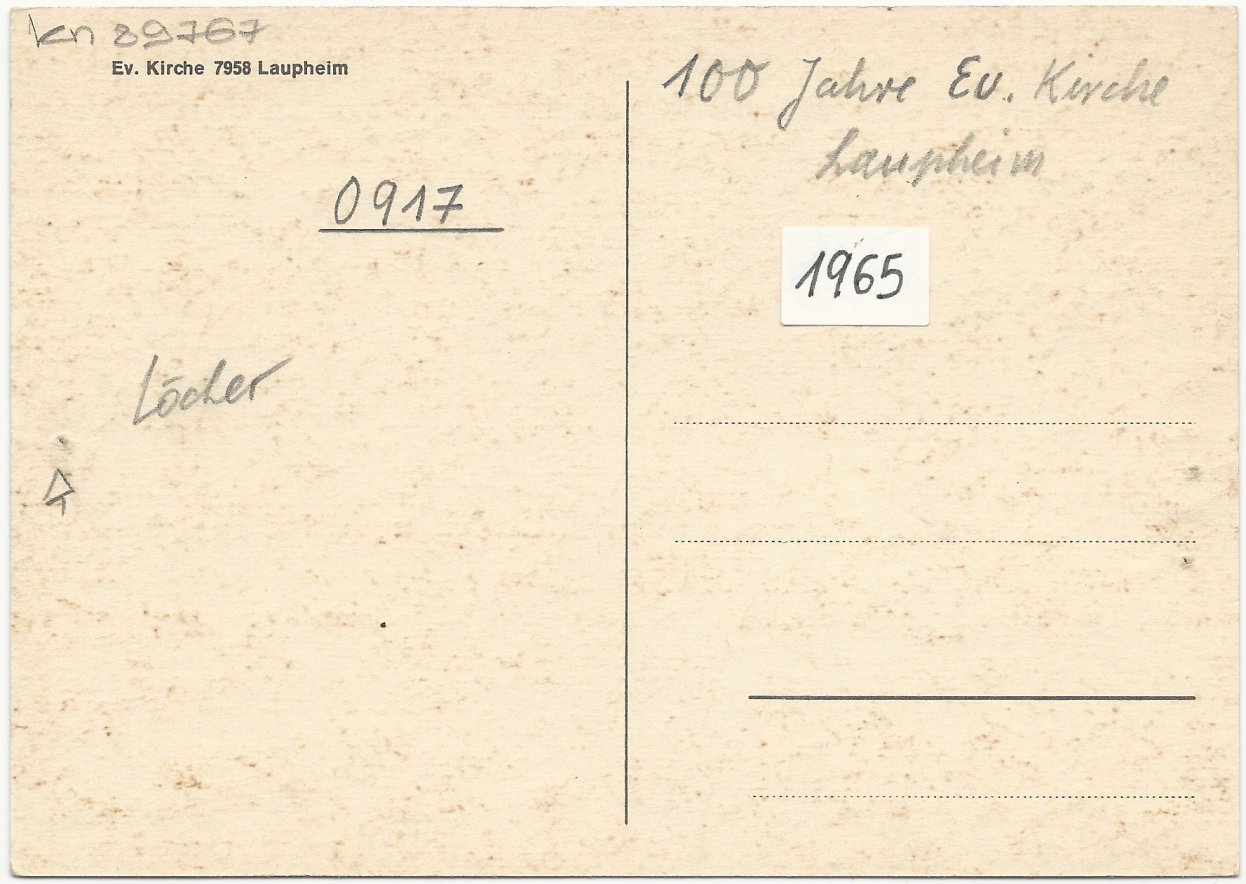 kn 89767
Ev. Kirche 7958 Laupheim
0917
Löcher
100 Jahre Ev. Kirche
Laupheim
1965